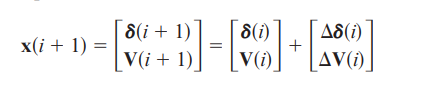 x(i + 1) = [δ(i + 1) V(i + 1)] = [δ(i) V(i)] + [Δδ(i) ΔV(i)]